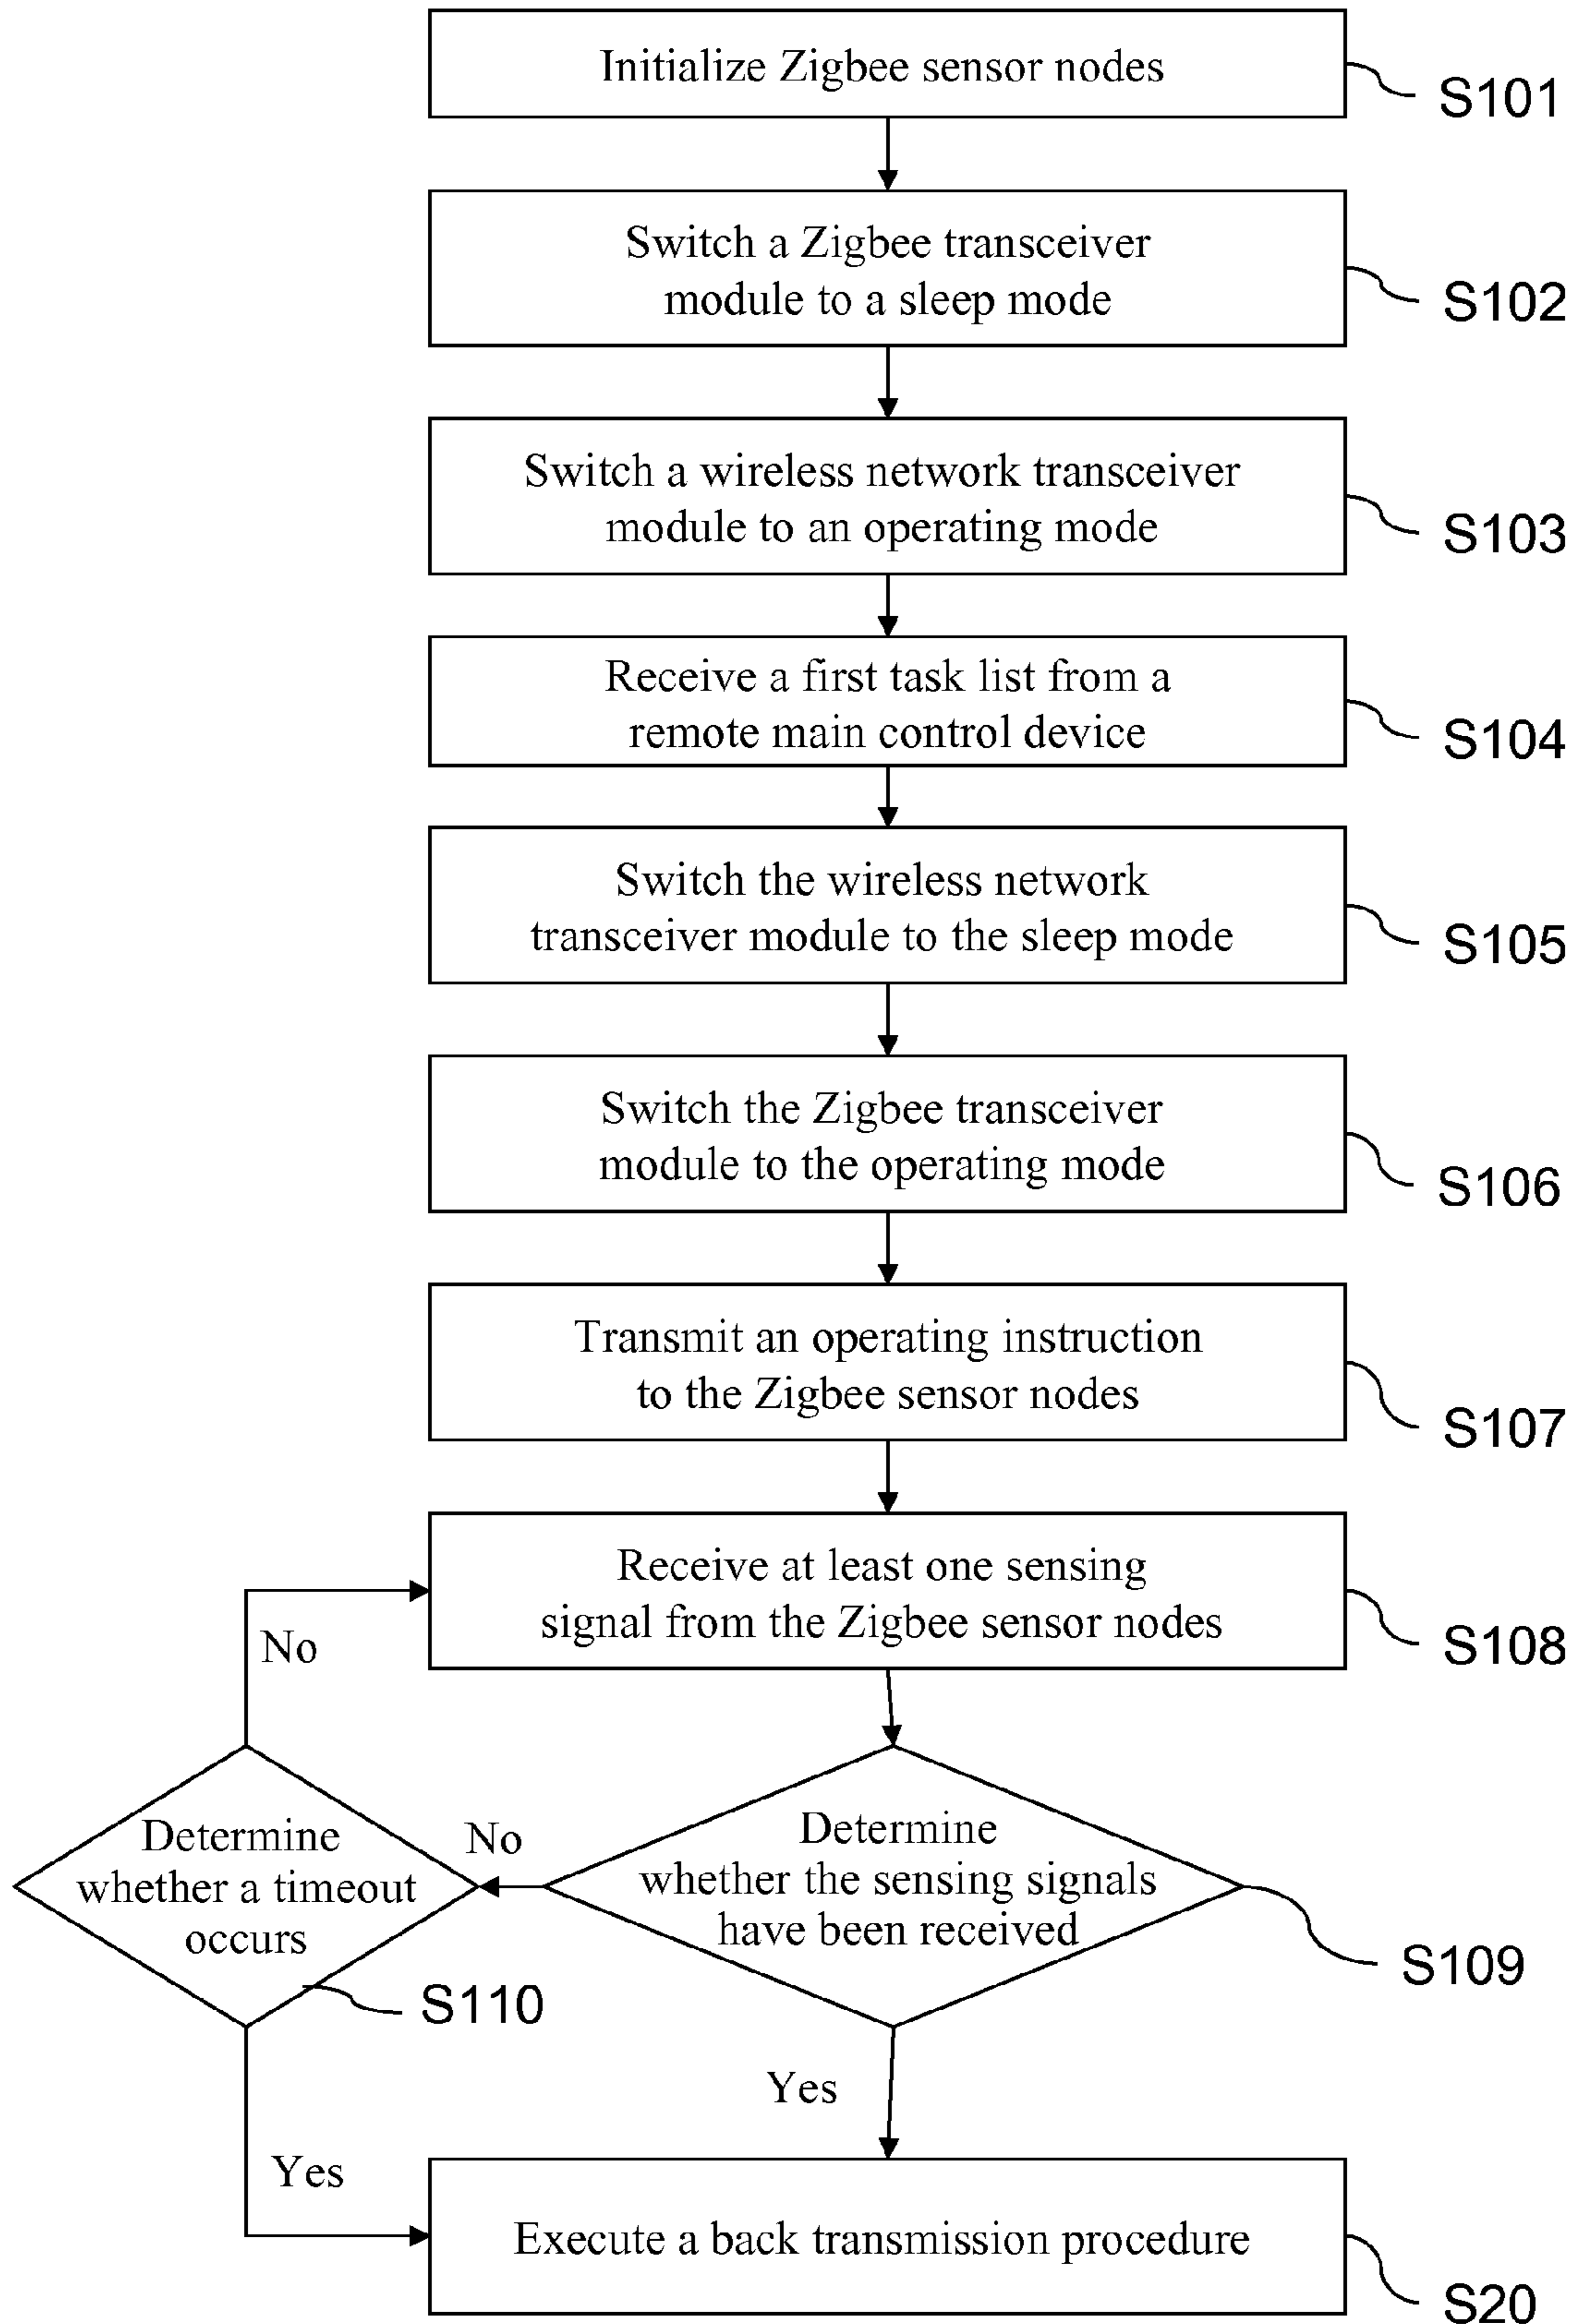 Initialize Zigbee sensor nodes
S101
Switch a Zigbee transceiver
module to a sleep mode
S102
Switch a wireless network transceiver
module to an operating mode
S103
Receive a first task list from a
remote main control device
S104
Switch the wireless network
transceiver module to the sleep mode
S105
Switch the Zigbee transceiver
module to the operating mode
S106
Transmit an operating instruction
to the Zigbee sensor nodes
S107
Receive at least one sensing
signal from the Zigbee sensor nodes
S108
No
Determine
whether the sensing signals
have been received
S109
No
Determine
whether a timeout
occurs
S110
Yes
Yes
Execute a back transmission procedure
S20